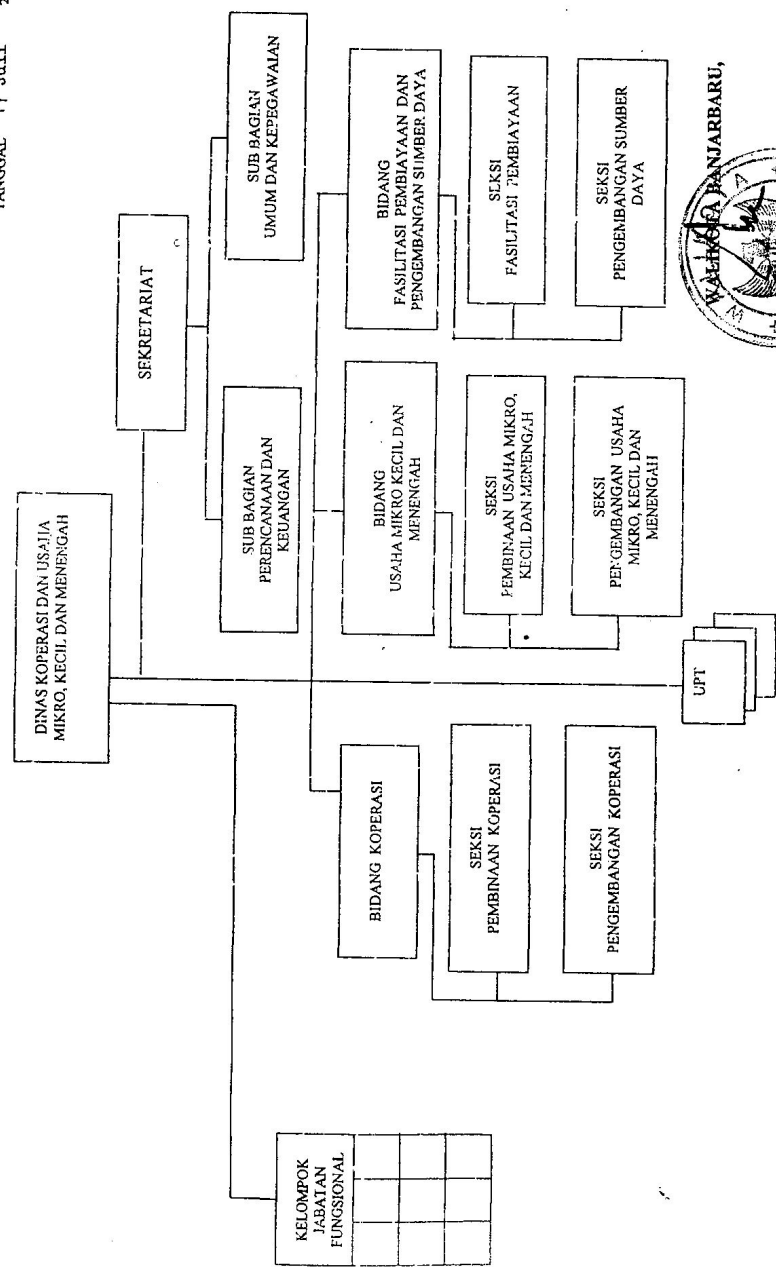 TANGGAL 17 Juli 2
DINAS KOPERASI DAN USAHA
MIKRO, KECIL DAN MENENGAH
SEKRETARIAT
KELOMPOK
JABATAN
FUNGSIONAL
SUB BAGIAN
PERENCANAAN DAN
KEUANGAN
SUB BAGIAN
UMUM DAN KEPEGAWAIAN
BIDANG KOPERASI
BIDANG
USAHA MIKRO KECIL DAN
MENENGAH
BIDANG
FASILITASI PEMBIAYAAN DAN
PENGEMBANGAN SUMBER DAYA
SEKSI
PEMBINAAN KOPERASI
SEKSI
PEMBINAAN USAHA MIKRO,
KECIL DAN MENENGAH
SEKSI
FASILITASI PEMBIAYAAN
SEKSI
PENGEMBANGAN KOPERASI
SEKSI
PENGEMBANGAN USAHA
MIKRO, KECIL DAN
MENENGAH
SEKSI
PENGEMBANGAN SUMBER
DAYA
UPT
WALIKOTA BANJARBARU,